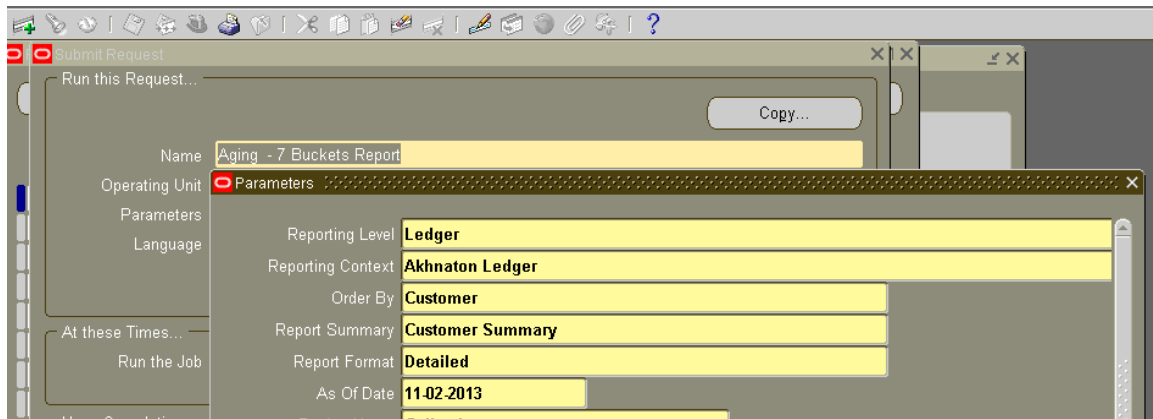 Submit Request
Run this Request...
Copy...
Name Aging - 7 Buckets Report
Operating Unit
Parameters
Parameters
Language
Reporting Level Ledger
Reporting Context Akhnaton Ledger
Order By Customer
At these Times...
Report Summary Customer Summary
Run the Job
Report Format Detailed
As Of Date 11-02-2013